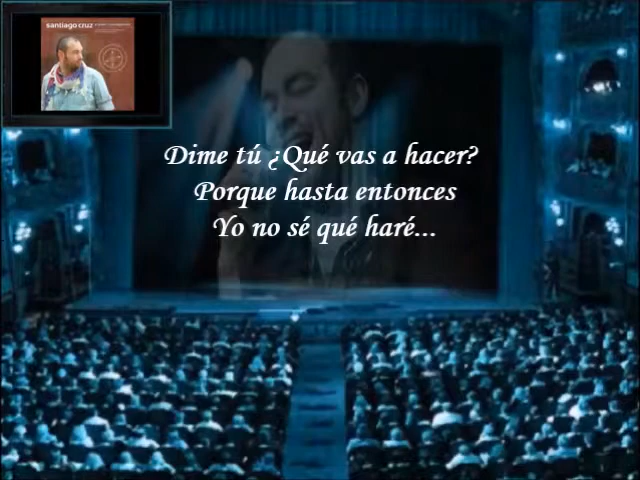 santiago cruz
Dime tú ¿Qué vas a hacer?
Porque hasta entonces
Yo no sé qué haré...